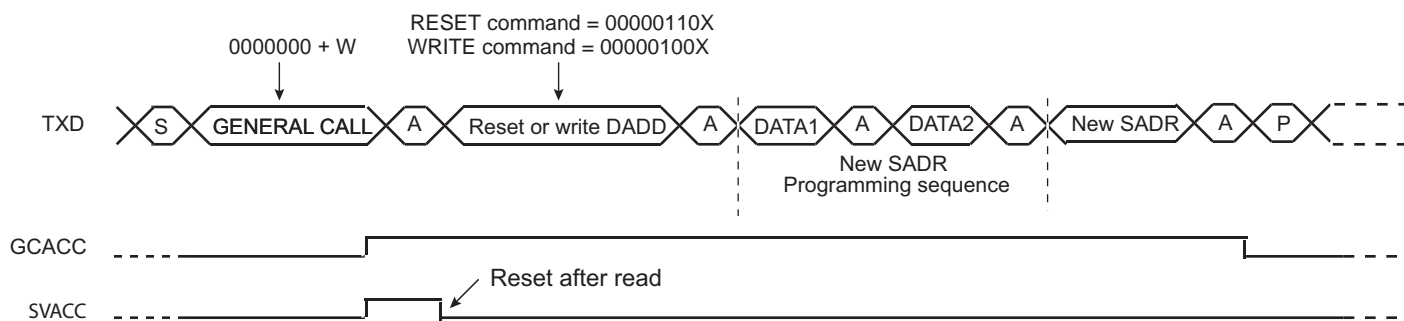 RESET command = 00000110X
0000000 + W
WRITE command = 00000100X
TXD
S
GENERAL CALL
A
Reset or write DADD
A
DATA1
A
DATA2
A
New SADR
A
P
New SADR
Programming sequence
GCACC
Reset after read
SVACC